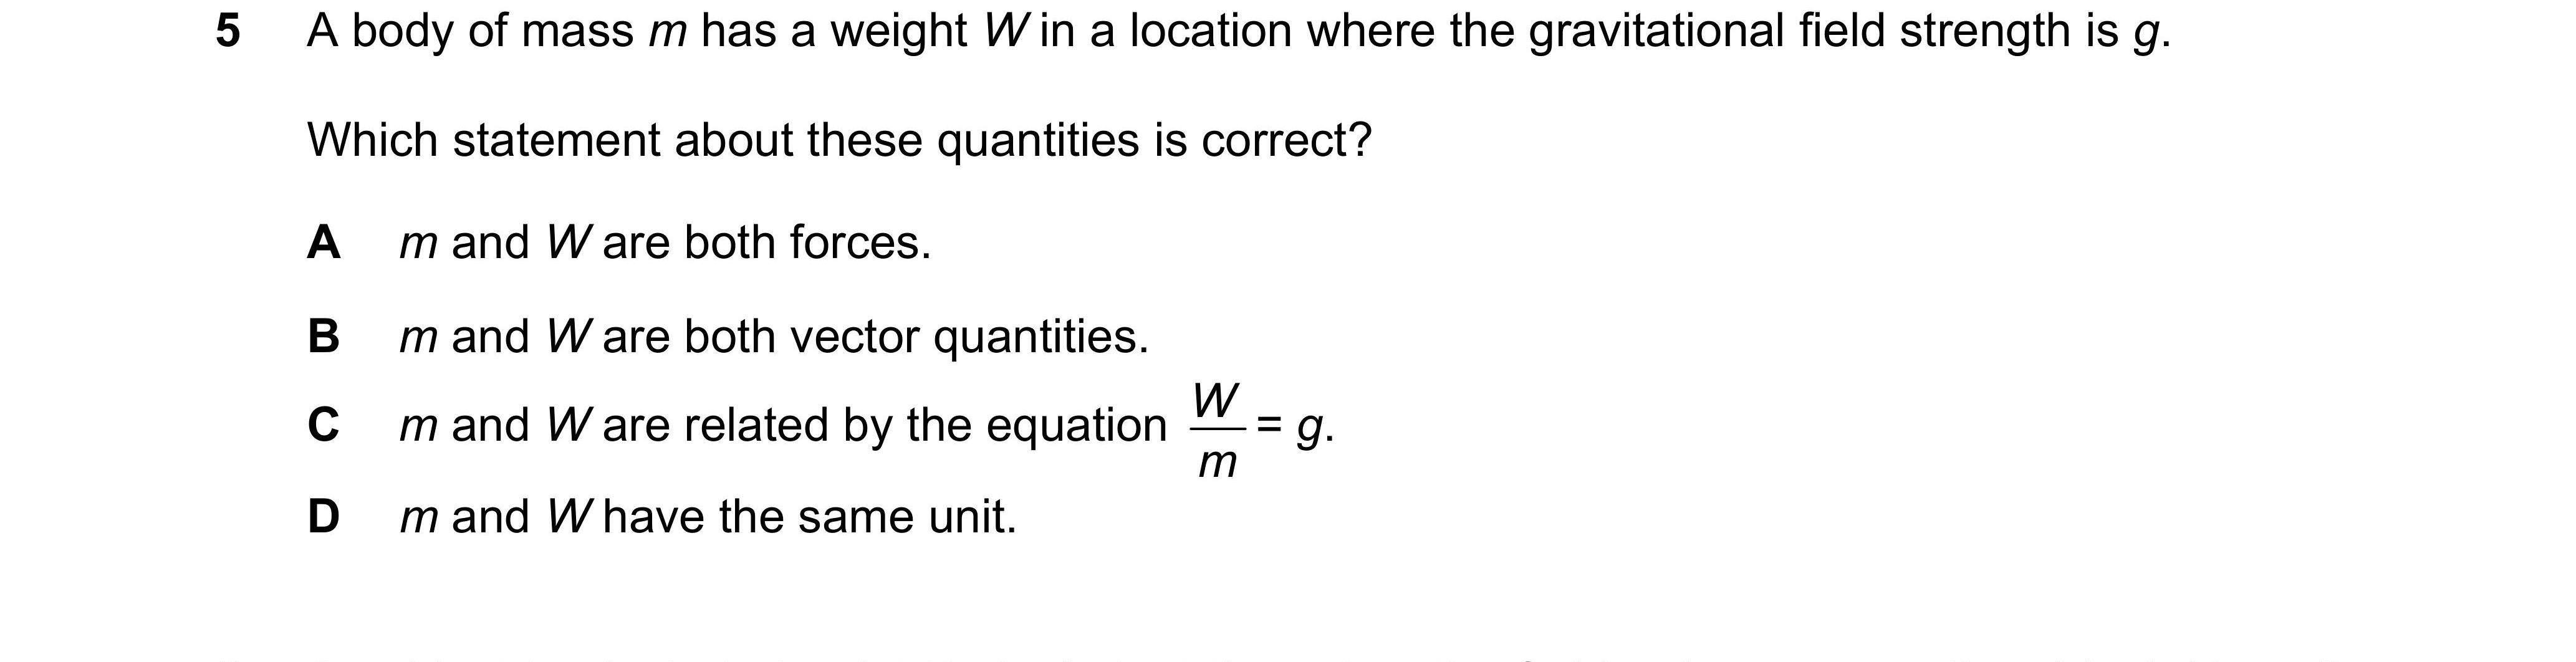 5 A body of mass m has a weight W in a location where the gravitational field strength is g.
Which statement about these quantities is correct?
A m and W are both forces.
B m and W are both vector quantities.
C m and W are related by the equation W/m = g.
D m and W have the same unit.